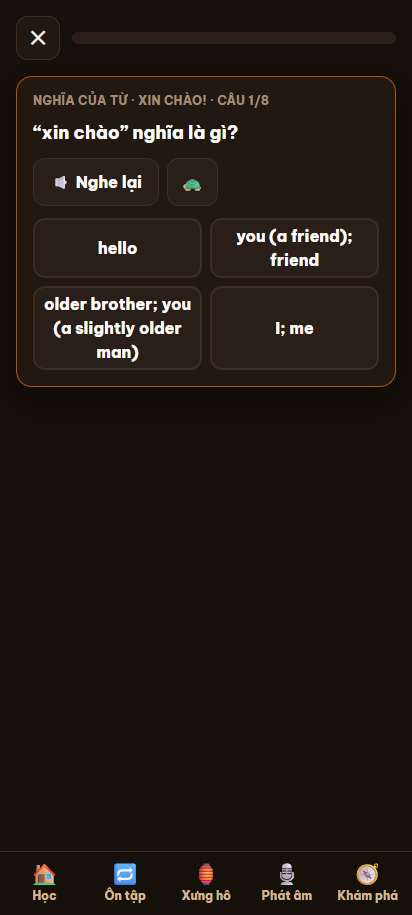 NGHĨA CỦA TỪ · XIN CHÀO! · CÂU 1/8
“xin chào” nghĩa là gì?
Nghe lại
hello
you (a friend);
friend
older brother; you
(a slightly older
man)
I; me
Học
Ôn tập
Xưng hô
Phát âm
Khám phá